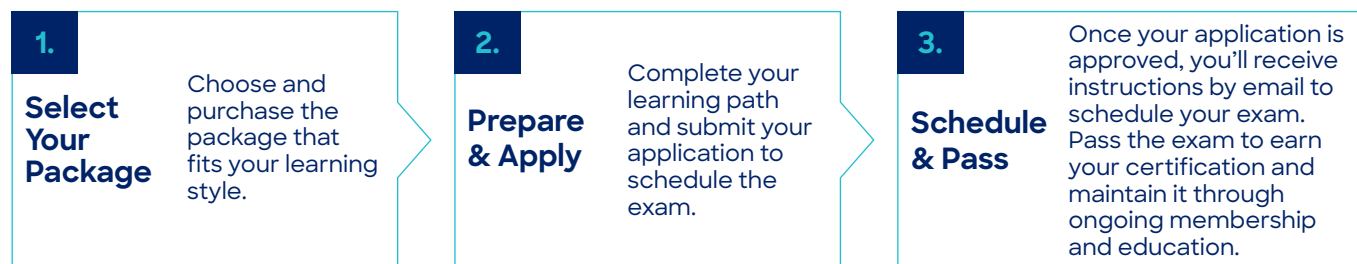 1.
Select
Your
Package
Choose and
purchase the
package that
fits your learning
style.
2.
Prepare
& Apply
Complete your
learning path
and submit your
application to
schedule the
exam.
3.
Schedule
& Pass
Once your application is
approved, you’ll receive
instructions by email to
schedule your exam.
Pass the exam to earn
your certification and
maintain it through
ongoing membership
and education.